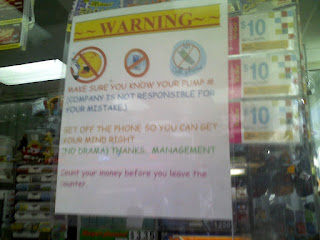 ~~WARNING~~
MAKE SURE YOU KNOW YOUR PUMP #.
(COMPANY IS NOT RESPONSIBLE FOR
YOUR MISTAKE)
GET OFF THE PHONE SO YOU CAN GET
YOUR MIND RIGHT
(NO DRAMA) THANKS. MANAGEMENT
Count your money before you leave the
counter
$10
$10
$10
$10